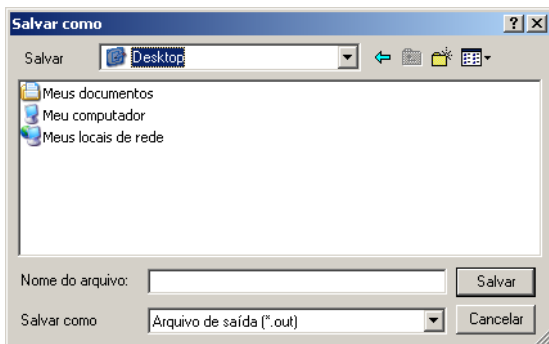 Salvar como
Salvar Desktop
Meus documentos
Meu computador
Meus locais de rede
Nome do arquivo: Salvar
Salvar como Arquivo de saída (*.out) Cancelar